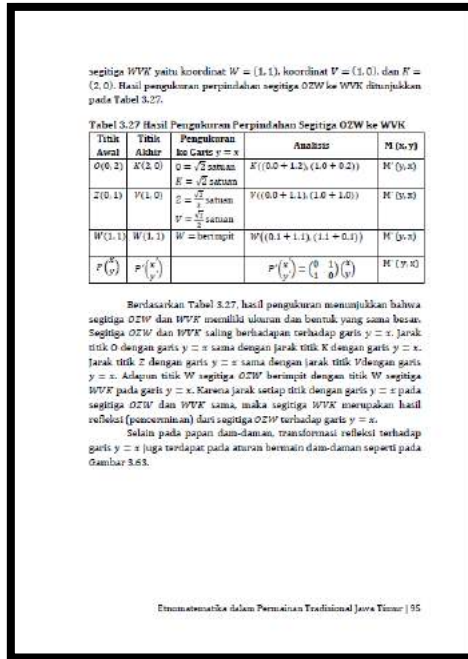 segitiga WVK yaitu koordinat W = (1, 1), koordinat V = (1, 0), dan K =
(2, 0). Hasil pengukuran perpindahan segitiga OZW ke WVK ditunjukkan
pada Tabel 3.27.
Tabel 3.27 Hasil Pengukuran Perpindahan Segitiga OZW ke WVK
Titik Awal | Titik Akhir | Pengukuran ke Garis y = x | Analisis | M (x, y)
O(0, 2) | K(2, 0) | O = √2 satuan K = √2 satuan | K((0.0 + 1.2), (1.0 + 0.2)) | M' (y, x)
Z(0, 1) | V(1, 0) | Z = √2/2 satuan V = √2/2 satuan | V((0.0 + 1.1), (1.0 + 1.0)) | M' (y, x)
W(1, 1) | W(1, 1) | W = berimpit | W((0.1 + 1.1), (1.1 + 0.1)) | M' (y, x)
P(x y) | P'(x' y') | P'(x' y') = (0 1 1 0)(x y) | M' (y, x)
Berdasarkan Tabel 3.27, hasil pengukuran menunjukkan bahwa
segitiga OZW dan WVK memiliki ukuran dan bentuk yang sama besar.
Segitiga OZW dan WVK saling berhadapan terhadap garis y = x. Jarak
titik O dengan garis y = x sama dengan jarak titik K dengan garis y = x.
Jarak titik Z dengan garis y = x sama dengan jarak titik Vdengan garis
y = x. Adapun titik W segitiga OZW berimpit dengan titik W segitiga
WVK pada garis y = x. Karena jarak setiap titik dengan garis y = x pada
segitiga OZW dan WVK sama, maka segitiga WVK merupakan hasil
refleksi (pencerminan) dari segitiga OZW terhadap garis y = x.
Selain pada papan dam-daman, transformasi refleksi terhadap
garis y = x juga terdapat pada aturan bermain dam-daman seperti pada
Gambar 3.63.
Etnomatematika dalam Permainan Tradisional Jawa Timur | 95